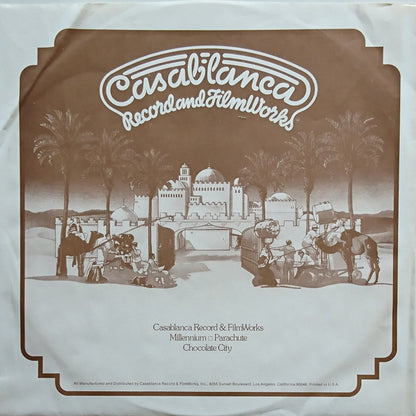 Casablanca
Record and FilmWorks
Casablanca Record & FilmWorks
Millennium □ Parachute
Chocolate City
All Manufactured and Distributed by Casablanca Record & FilmWorks, Inc., 8255 Sunset Boulevard, Los Angeles, California 90046. Printed in U.S.A.